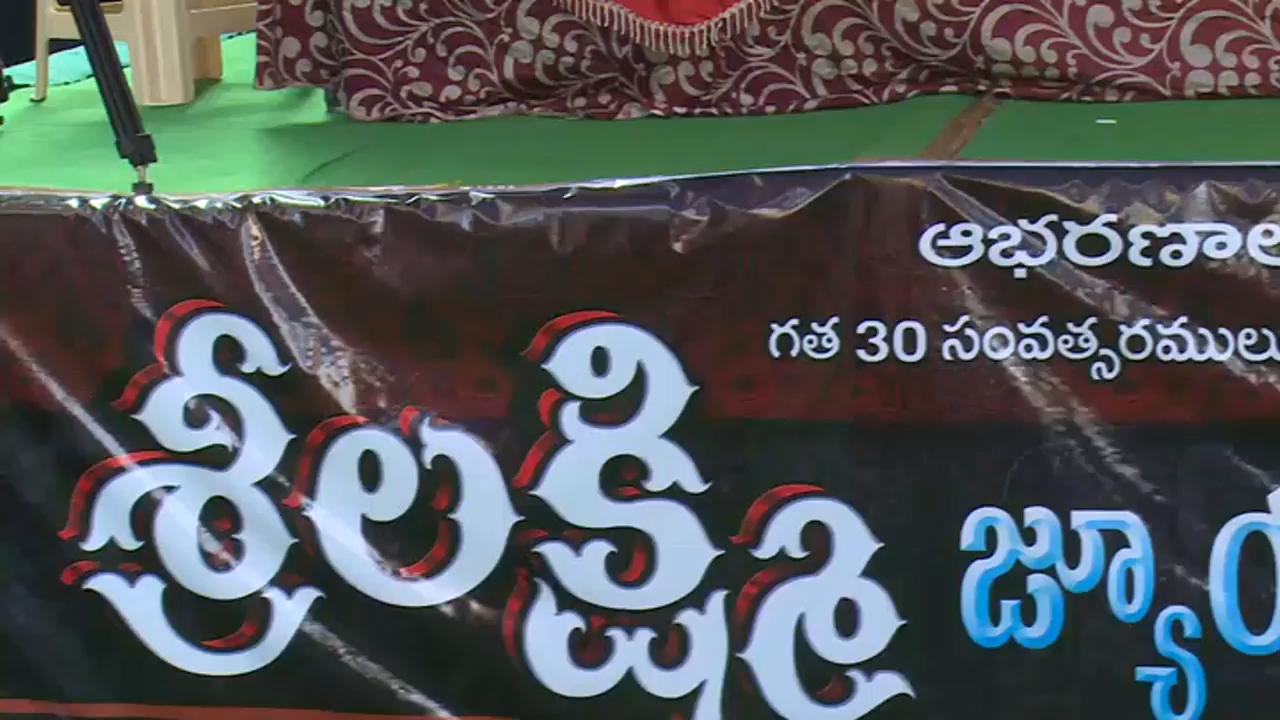 ఆభరణాల
గత 30 సంవత్సరములు
శ్రీలక్ష్మి జ్యూ